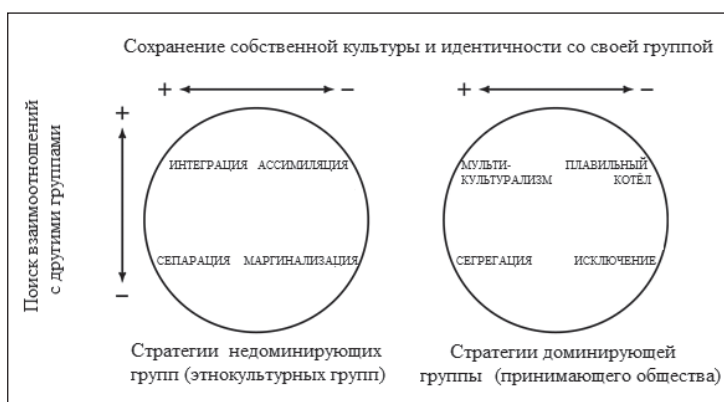 Сохранение собственной культуры и идентичности со своей группой
+ −
+ −
Поиск взаимоотношений
с другими группами
+
−
ИНТЕГРАЦИЯ АССИМИЛЯЦИЯ
СЕПАРАЦИЯ МАРГИНАЛИЗАЦИЯ
МУЛЬТИ-
КУЛЬТУРАЛИЗМ
ПЛАВИЛЬНЫЙ
КОТЁЛ
СЕГРЕГАЦИЯ ИСКЛЮЧЕНИЕ
Стратегии недоминирующих
групп (этнокультурных групп)
Стратегии доминирующей
группы (принимающего общества)